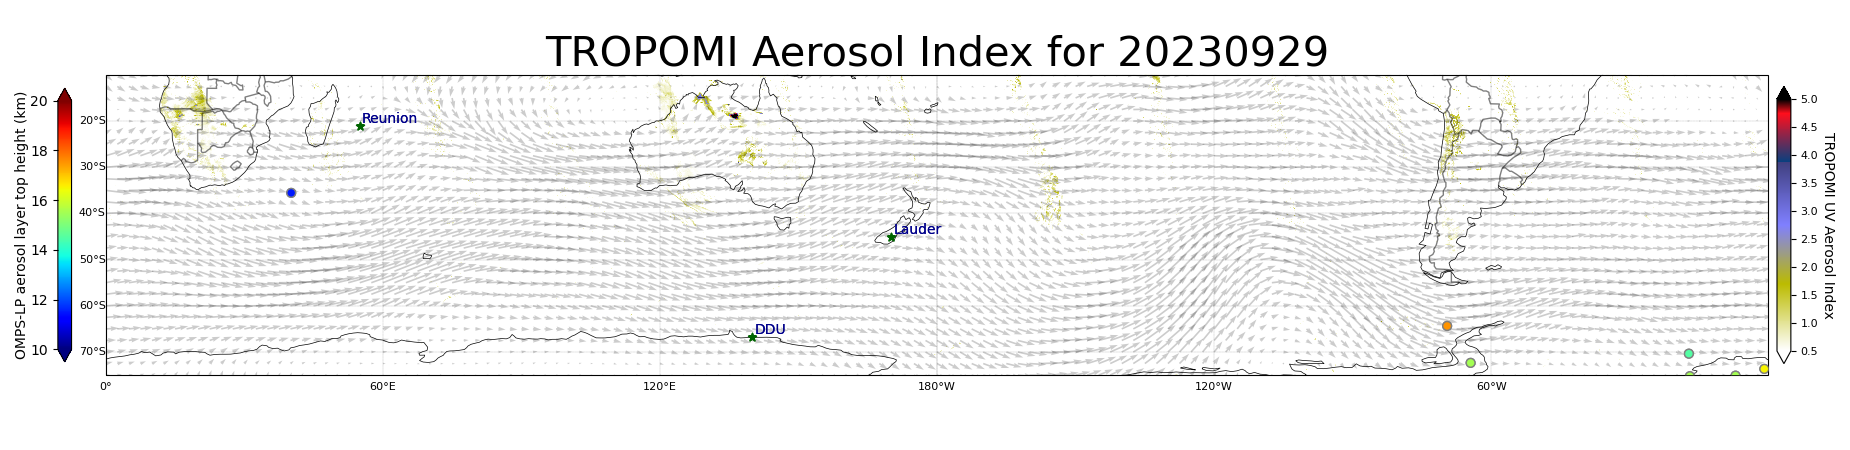 TROPOMI Aerosol Index for 20230929
OMPS-LP aerosol layer top height (km)
20
18
16
14
12
10
20°S
30°S
40°S
50°S
60°S
70°S
0°
60°E
120°E
180°W
120°W
60°W
Reunion
Lauder
DDU
5.0
4.5
4.0
3.5
3.0
2.5
2.0
1.5
1.0
0.5
TROPOMI UV Aerosol Index